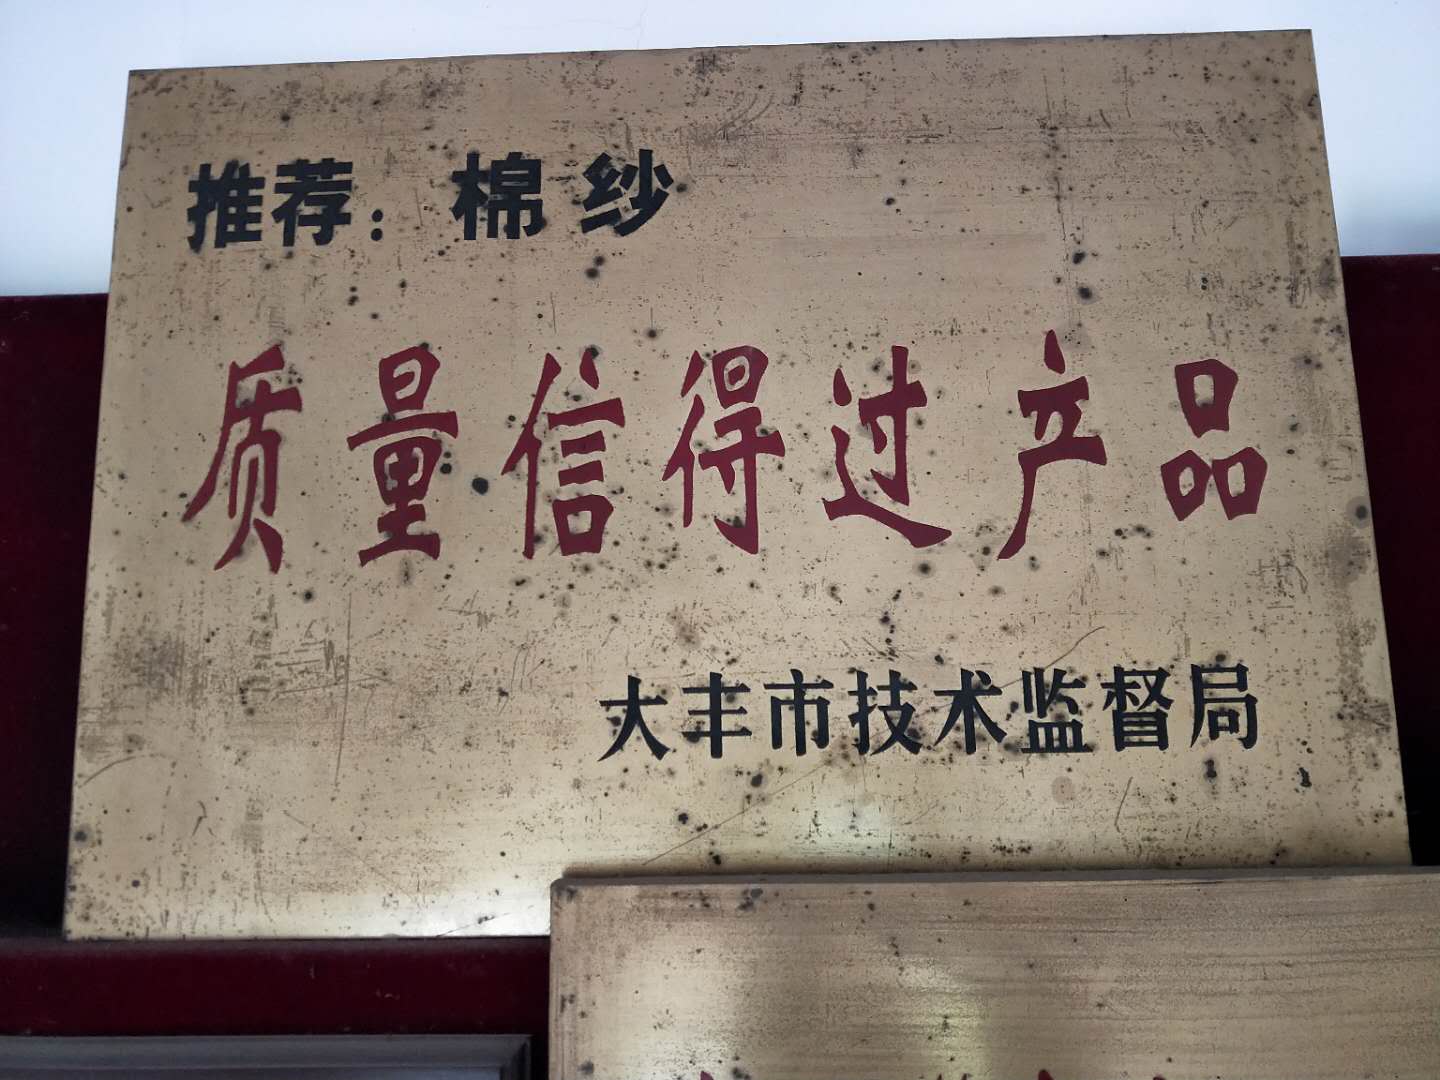 推荐：棉纱
质量信得过产品
大丰市技术监督局